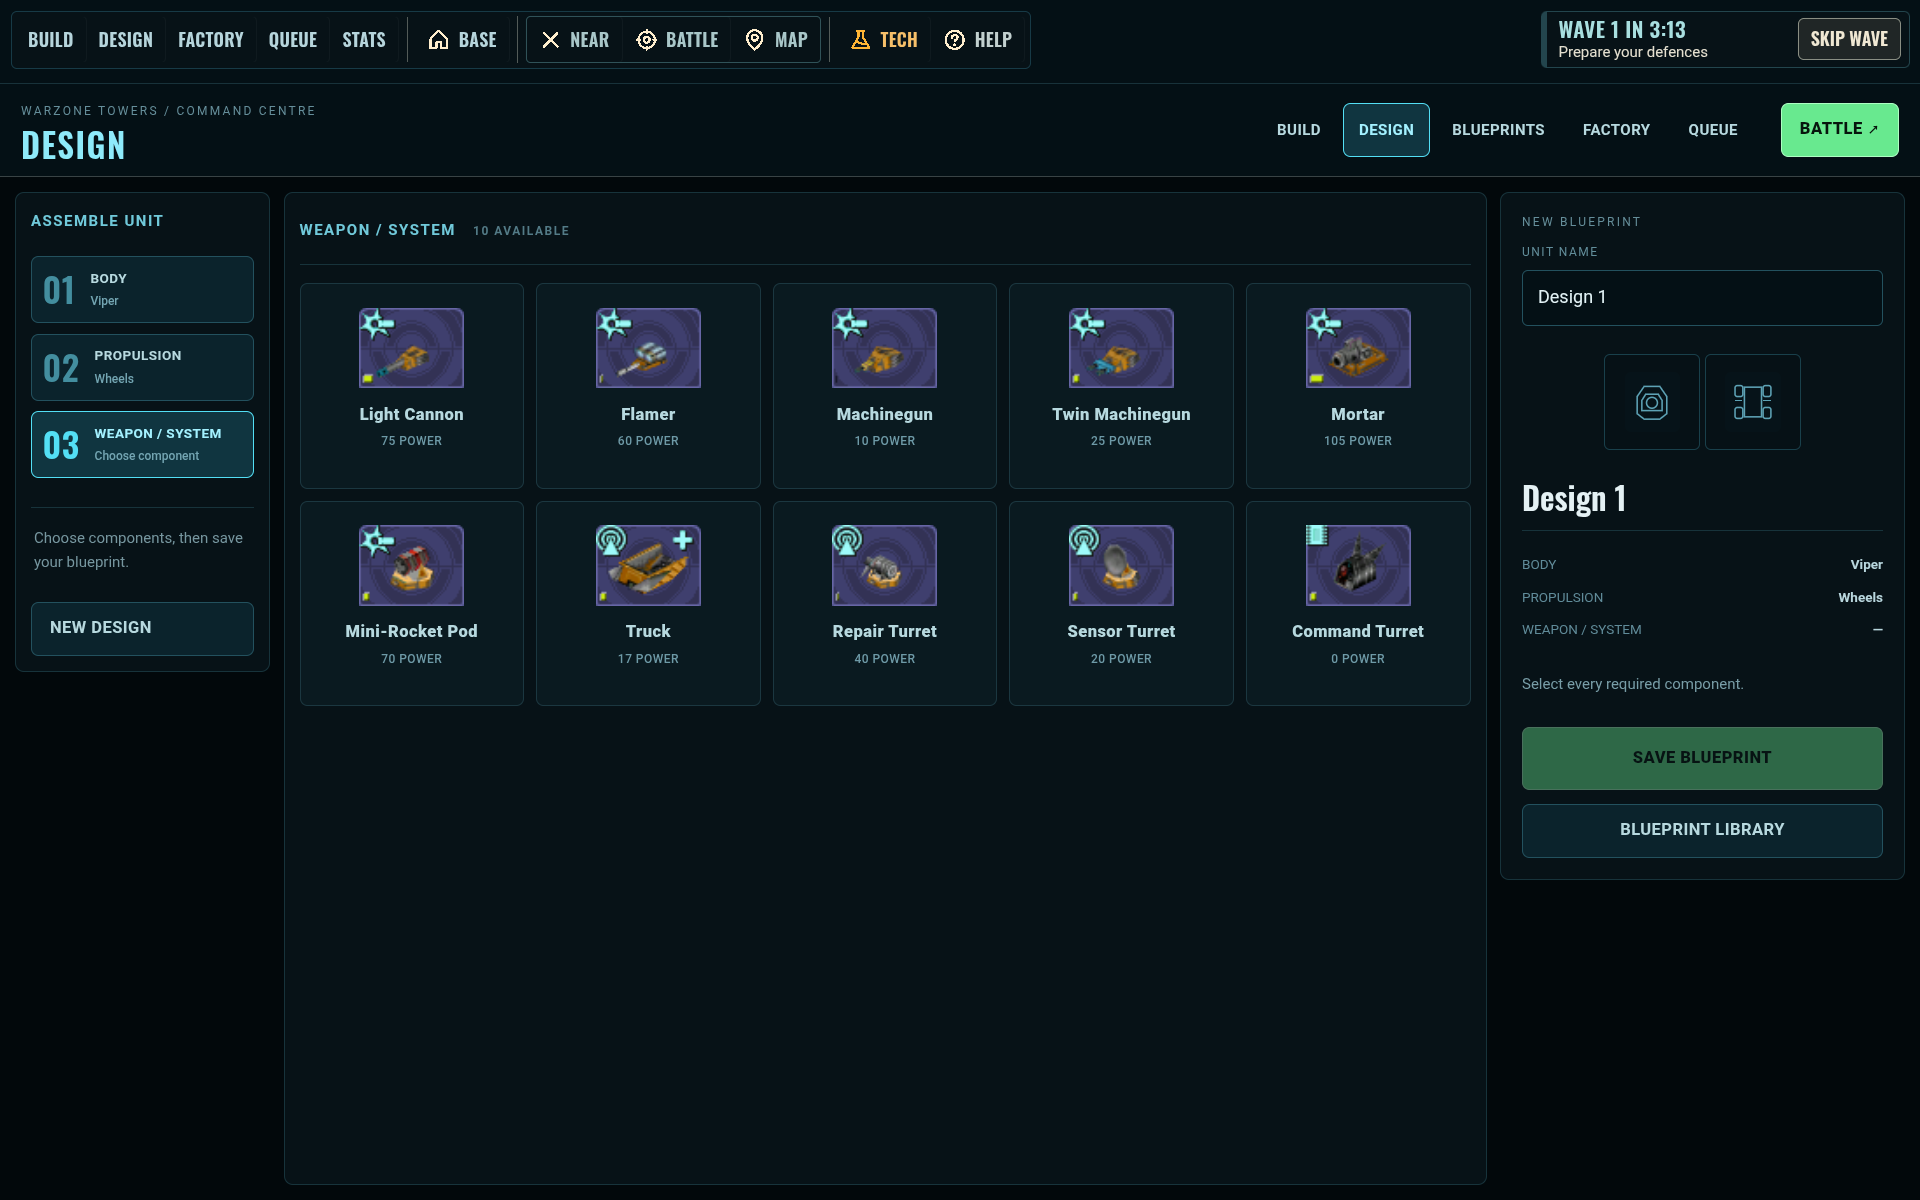 BUILD DESIGN FACTORY QUEUE STATS BASE NEAR BATTLE MAP TECH HELP
WAVE 1 IN 3:13
Prepare your defences
SKIP WAVE
WARZONE TOWERS / COMMAND CENTRE
DESIGN
BUILD DESIGN BLUEPRINTS FACTORY QUEUE BATTLE ↗
ASSEMBLE UNIT
01 BODY
Viper
02 PROPULSION
Wheels
03 WEAPON / SYSTEM
Choose component
Choose components, then save
your blueprint.
NEW DESIGN
WEAPON / SYSTEM 10 AVAILABLE
Light Cannon
75 POWER
Flamer
60 POWER
Machinegun
10 POWER
Twin Machinegun
25 POWER
Mortar
105 POWER
Mini-Rocket Pod
70 POWER
Truck
17 POWER
Repair Turret
40 POWER
Sensor Turret
20 POWER
Command Turret
0 POWER
NEW BLUEPRINT
UNIT NAME
Design 1
Design 1
BODY Viper
PROPULSION Wheels
WEAPON / SYSTEM —
Select every required component.
SAVE BLUEPRINT
BLUEPRINT LIBRARY